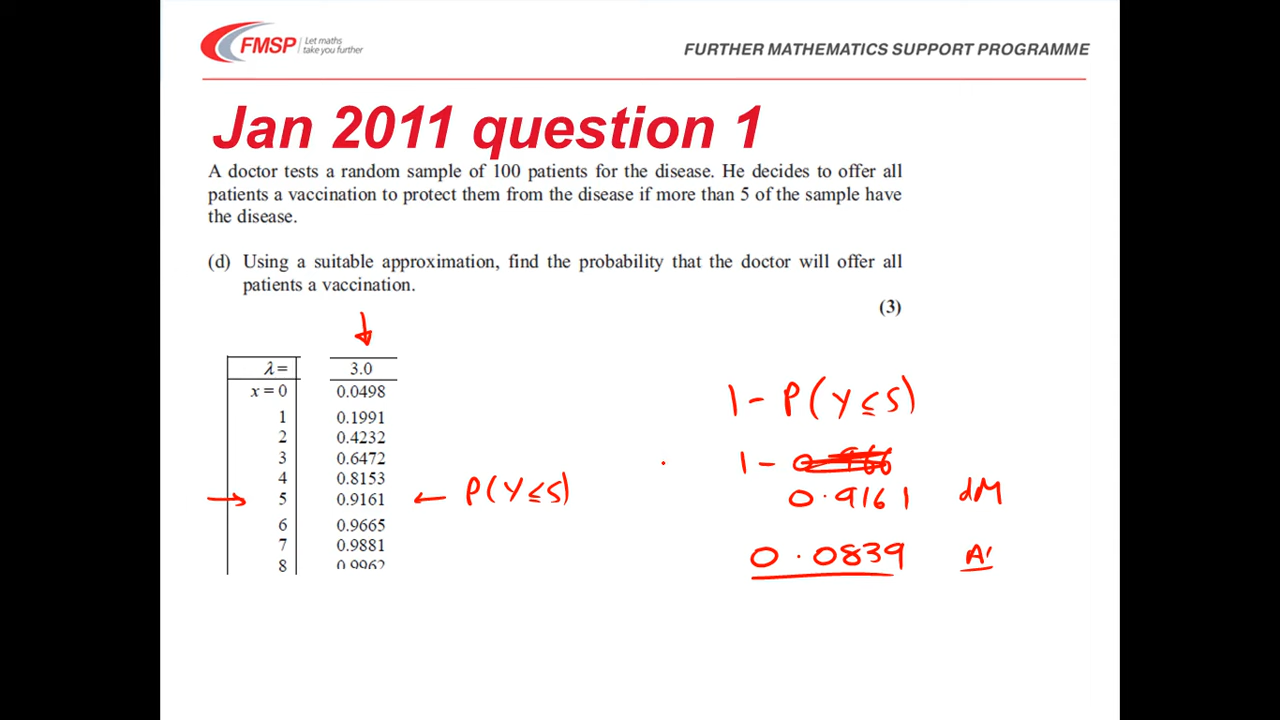 FMSP
Let maths
take you further
FURTHER MATHEMATICS SUPPORT PROGRAMME
Jan 2011 question 1
A doctor tests a random sample of 100 patients for the disease. He decides to offer all
patients a vaccination to protect them from the disease if more than 5 of the sample have
the disease.
(d) Using a suitable approximation, find the probability that the doctor will offer all
patients a vaccination.
(3)
λ = 3.0
x = 0 0.0498
1 0.1991
2 0.4232
3 0.6472
4 0.8153
5 0.9161 ← P(Y ≤ 5)
6 0.9665
7 0.9881
8 0.9962
1 - P(Y ≤ 5)
1 -
0.9161 dM
0.0839 A1